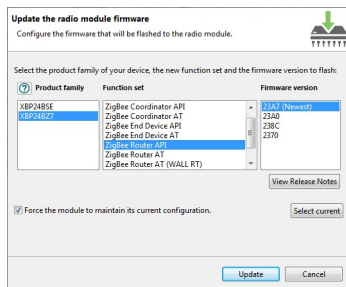 Update the radio module firmware
Configure the firmware that will be flashed to the radio module.
Select the product family of your device, the new function set and the firmware version to flash:
Product family
Function set
Firmware version
XBP24BSE
XBP24BZ7
ZigBee Coordinator API
ZigBee Coordinator AT
ZigBee End Device API
ZigBee End Device AT
ZigBee Router API
ZigBee Router AT
ZigBee Router AT (WALL RT)
23A7 (Newest)
23A0
238C
2370
View Release Notes
Force the module to maintain its current configuration.
Select current
Update
Cancel